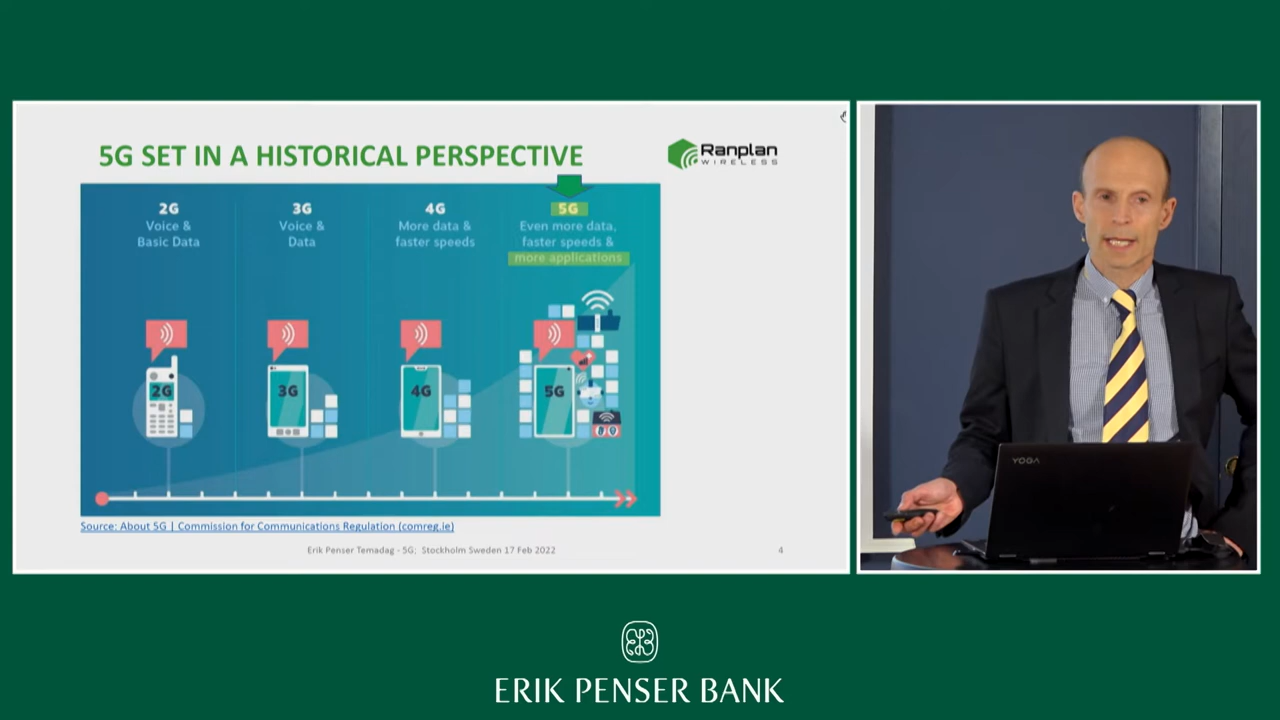 5G SET IN A HISTORICAL PERSPECTIVE
Ranplan
WIRELESS
2G
Voice &
Basic Data
3G
Voice &
Data
4G
More data &
faster speeds
5G
Even more data,
faster speeds &
more applications
2G
3G
4G
5G
Source: About 5G | Commission for Communications Regulation (comreg.ie)
Erik Penser Temadag - 5G; Stockholm Sweden 17 Feb 2022
4
YOGA
ERIK PENSER BANK